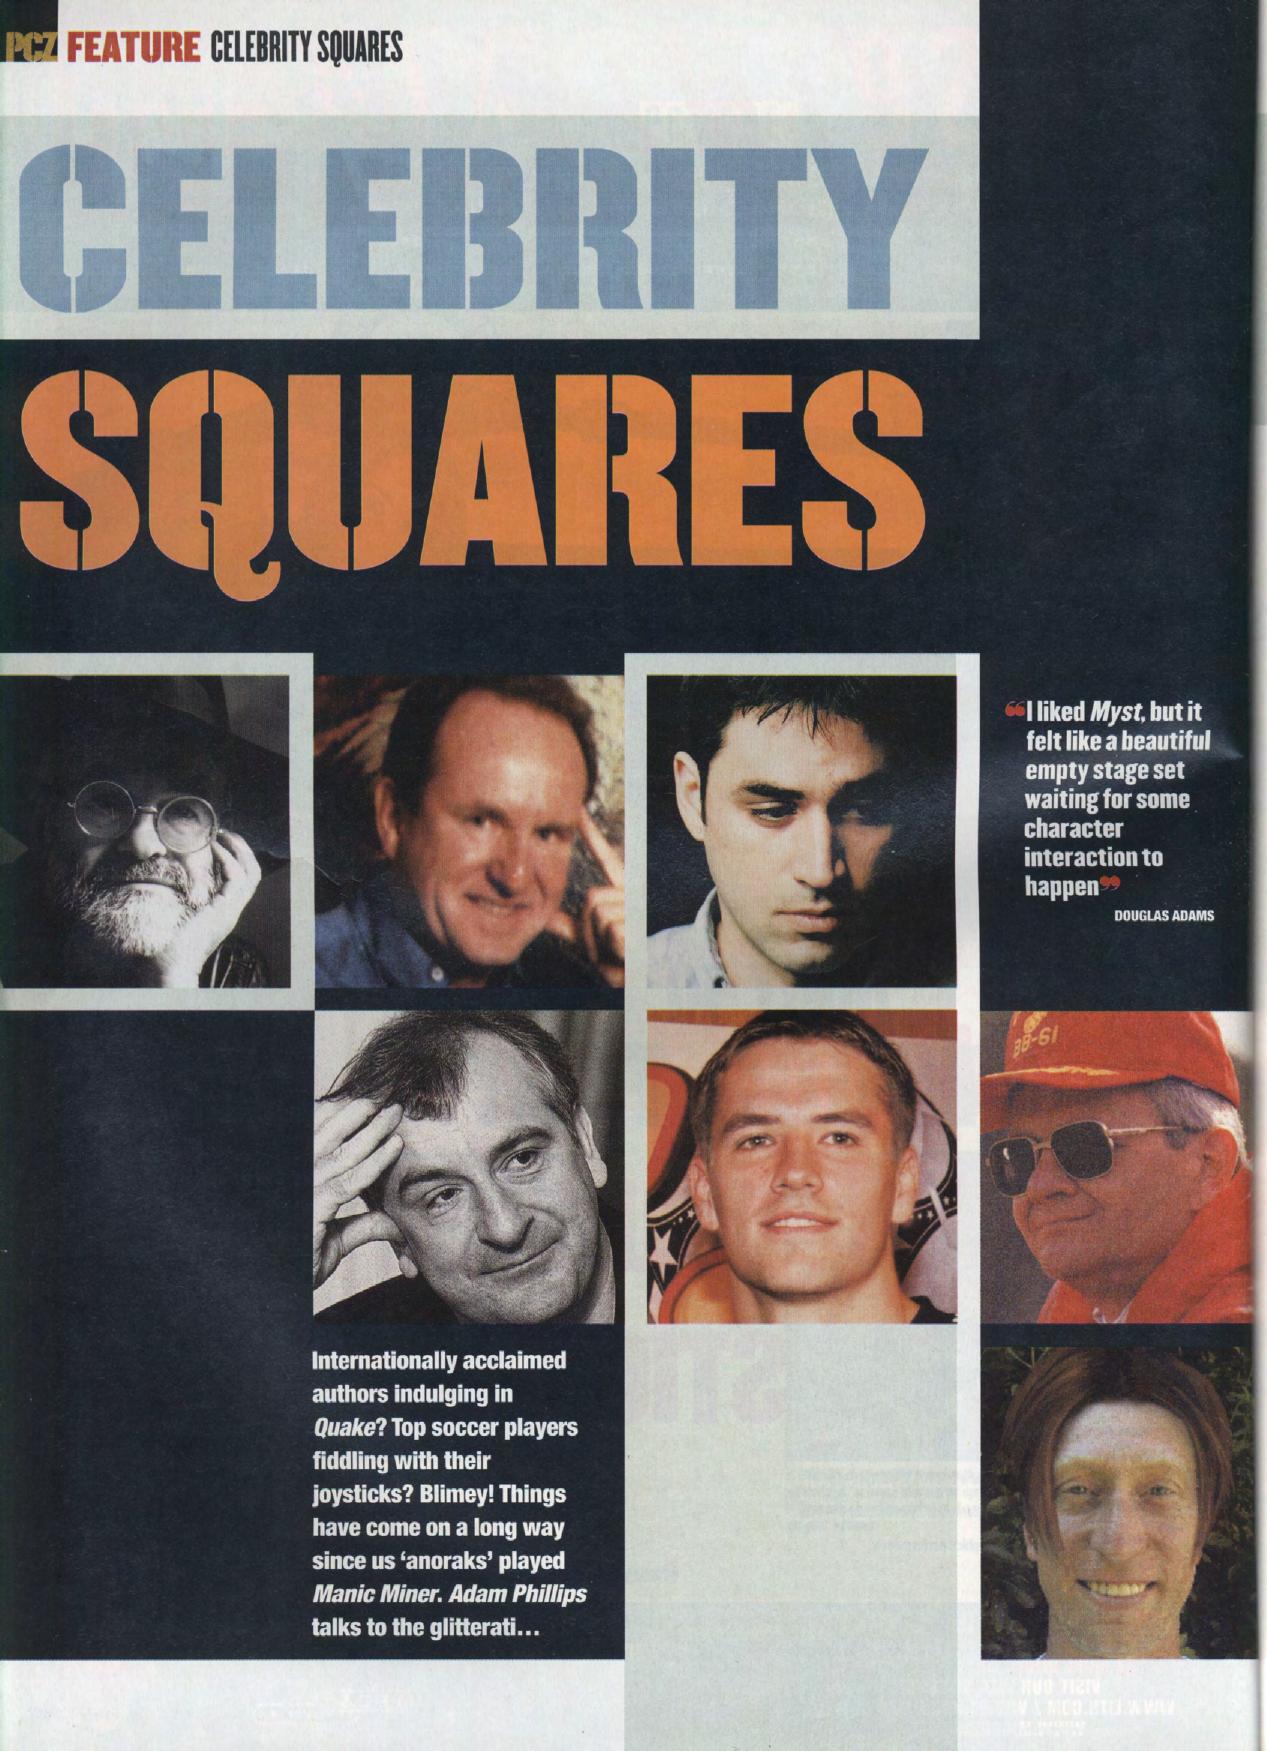 PCZ FEATURE CELEBRITY SQUARES
CELEBRITY
SQUARES
“I liked Myst, but it
felt like a beautiful
empty stage set
waiting for some
character
interaction to
happen”
DOUGLAS ADAMS
BB-61
Internationally acclaimed
authors indulging in
Quake? Top soccer players
fiddling with their
joysticks? Blimey! Things
have come on a long way
since us ‘anoraks’ played
Manic Miner. Adam Phillips
talks to the glitterati...